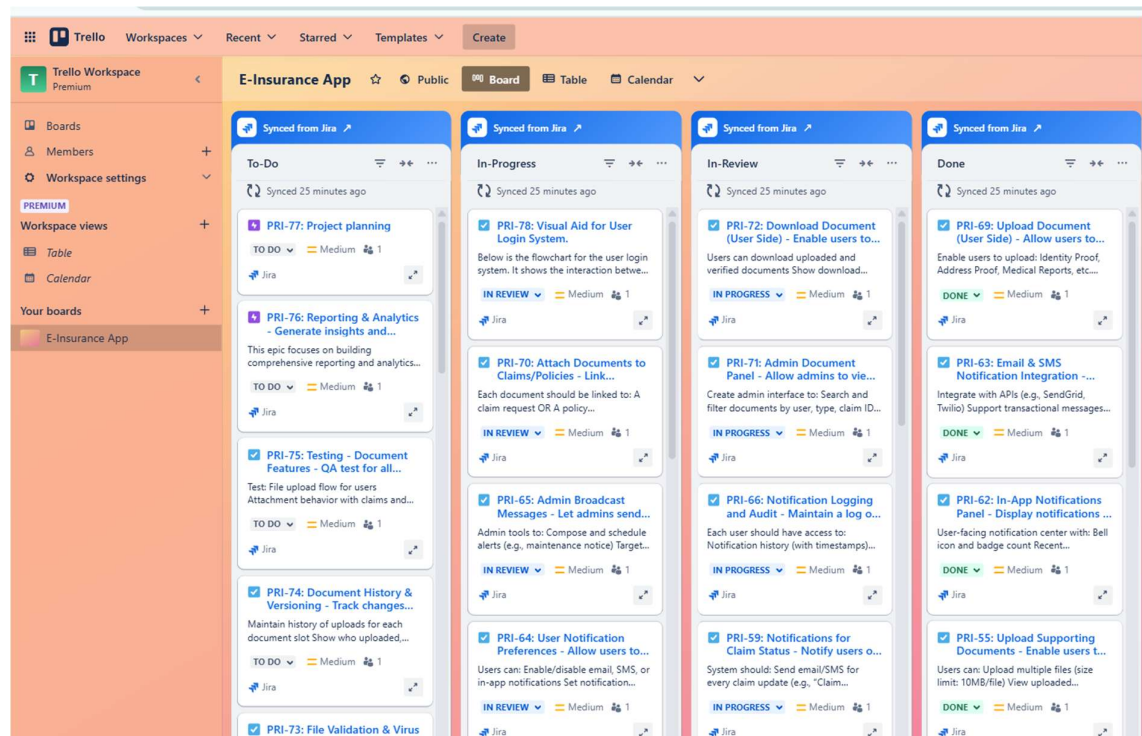 Trello
Workspaces
Recent
Starred
Templates
Create
T
Trello Workspace
Premium
E-Insurance App
Public
Board
Table
Calendar
Boards
Members
Workspace settings
PREMIUM
Workspace views
Table
Calendar
Your boards
E-Insurance App
Synced from Jira
To-Do
Synced 25 minutes ago
PRI-77: Project planning
TO DO
Medium
1
Jira
PRI-76: Reporting & Analytics
- Generate insights and...
This epic focuses on building
comprehensive reporting and analytics...
TO DO
Medium
1
Jira
PRI-75: Testing - Document
Features - QA test for all...
Test: File upload flow for users
Attachment behavior with claims and...
TO DO
Medium
1
Jira
PRI-74: Document History &
Versioning - Track changes...
Maintain history of uploads for each
document slot Show who uploaded,...
TO DO
Medium
1
Jira
PRI-73: File Validation & Virus
Synced from Jira
In-Progress
Synced 25 minutes ago
PRI-78: Visual Aid for User
Login System.
Below is the flowchart for the user login
system. It shows the interaction betwe...
IN REVIEW
Medium
1
Jira
PRI-70: Attach Documents to
Claims/Policies - Link...
Each document should be linked to: A
claim request OR A policy...
IN REVIEW
Medium
1
Jira
PRI-65: Admin Broadcast
Messages - Let admins send...
Admin tools to: Compose and schedule
alerts (e.g., maintenance notice) Target...
IN REVIEW
Medium
1
Jira
PRI-64: User Notification
Preferences - Allow users to...
Users can: Enable/disable email, SMS, or
in-app notifications Set notification...
IN REVIEW
Medium
1
Jira
Synced from Jira
In-Review
Synced 25 minutes ago
PRI-72: Download Document
(User Side) - Enable users to...
Users can download uploaded and
verified documents Show download...
IN PROGRESS
Medium
1
Jira
PRI-71: Admin Document
Panel - Allow admins to vie...
Create admin interface to: Search and
filter documents by user, type, claim ID...
IN PROGRESS
Medium
1
Jira
PRI-66: Notification Logging
and Audit - Maintain a log o...
Each user should have access to:
Notification history (with timestamps)...
IN PROGRESS
Medium
1
Jira
PRI-59: Notifications for
Claim Status - Notify users o...
System should: Send email/SMS for
every claim update (e.g., "Claim...
IN PROGRESS
Medium
1
Jira
Synced from Jira
Done
Synced 25 minutes ago
PRI-69: Upload Document
(User Side) - Allow users to...
Enable users to upload: Identity Proof,
Address Proof, Medical Reports, etc....
DONE
Medium
1
Jira
PRI-63: Email & SMS
Notification Integration -...
Integrate with APIs (e.g., SendGrid,
Twilio) Support transactional messages...
DONE
Medium
1
Jira
PRI-62: In-App Notifications
Panel - Display notifications ...
User-facing notification center with: Bell
icon and badge count Recent...
DONE
Medium
1
Jira
PRI-55: Upload Supporting
Documents - Enable users t...
Users can: Upload multiple files (size
limit: 10MB/file) View uploaded...
DONE
Medium
1
Jira